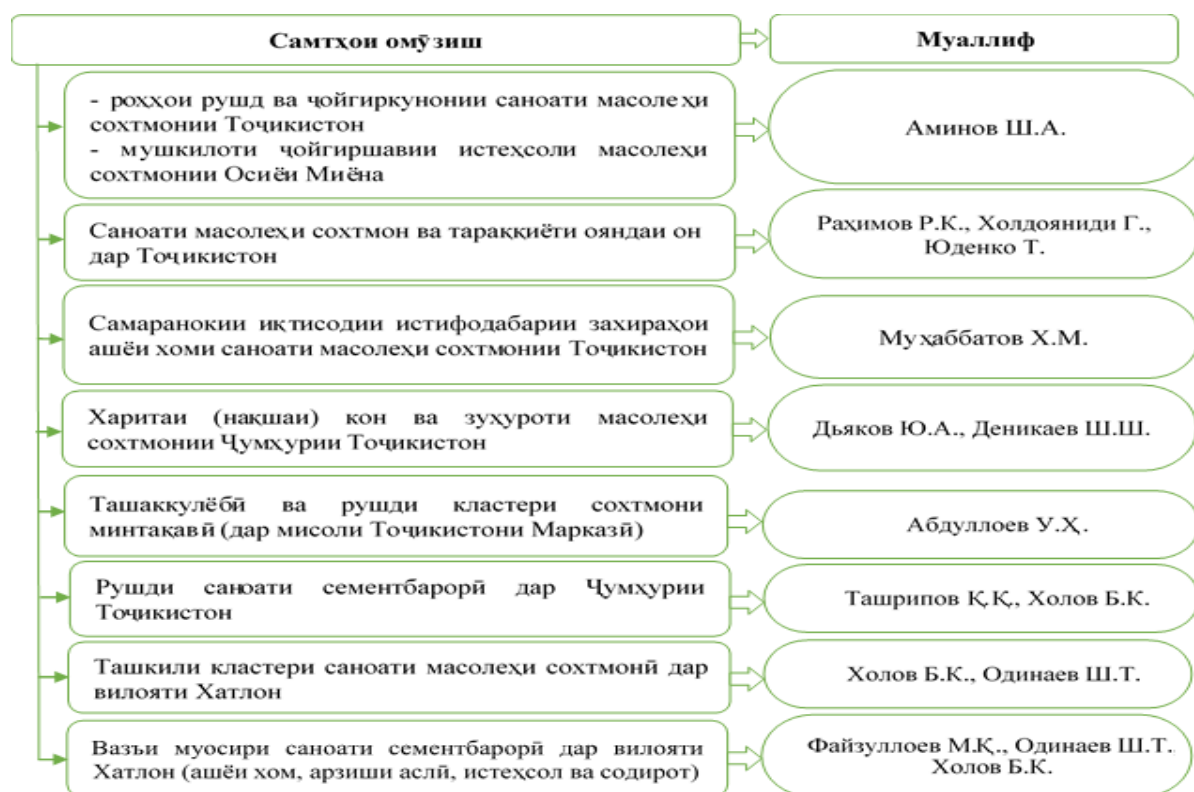 Самтҳои омӯзиш
Муаллиф
- роҳҳои рушд ва ҷойгиркунонии саноати масолеҳи
сохтмонии Тоҷикистон
- мушкилоти ҷойгиршавии истеҳсоли масолеҳи
сохтмонии Осиёи Миёна
Аминов Ш.А.
Саноати масолеҳи сохтмон ва тараққиёти ояндаи он
дар Тоҷикистон
Раҳимов Р.К., Холдояниди Г.,
Юденко Т.
Самаранокии иқтисодии истифодабарии захираҳои
ашёи хоми саноати масолеҳи сохтмонии Тоҷикистон
Муҳаббатов Х.М.
Харитаи (нақшаи) кон ва зуҳуроти масолеҳи
сохтмонии Ҷумҳурии Тоҷикистон
Дьяков Ю.А., Деникаев Ш.Ш.
Ташаккулёбӣ ва рушди кластери сохтмони
минтақавӣ (дар мисоли Тоҷикистони Марказӣ)
Абдуллоев У.Ҳ.
Рушди саноати сементбарорӣ дар Ҷумҳурии
Тоҷикистон
Ташрипов Қ.Қ., Холов Б.К.
Ташкили кластери саноати масолеҳи сохтмонӣ дар
вилояти Хатлон
Холов Б.К., Одинаев Ш.Т.
Вазъи муосири саноати сементбарорӣ дар вилояти
Хатлон (ашёи хом, арзиши аслӣ, истеҳсол ва содирот)
Файзуллоев М.Қ., Одинаев Ш.Т.
Холов Б.К.